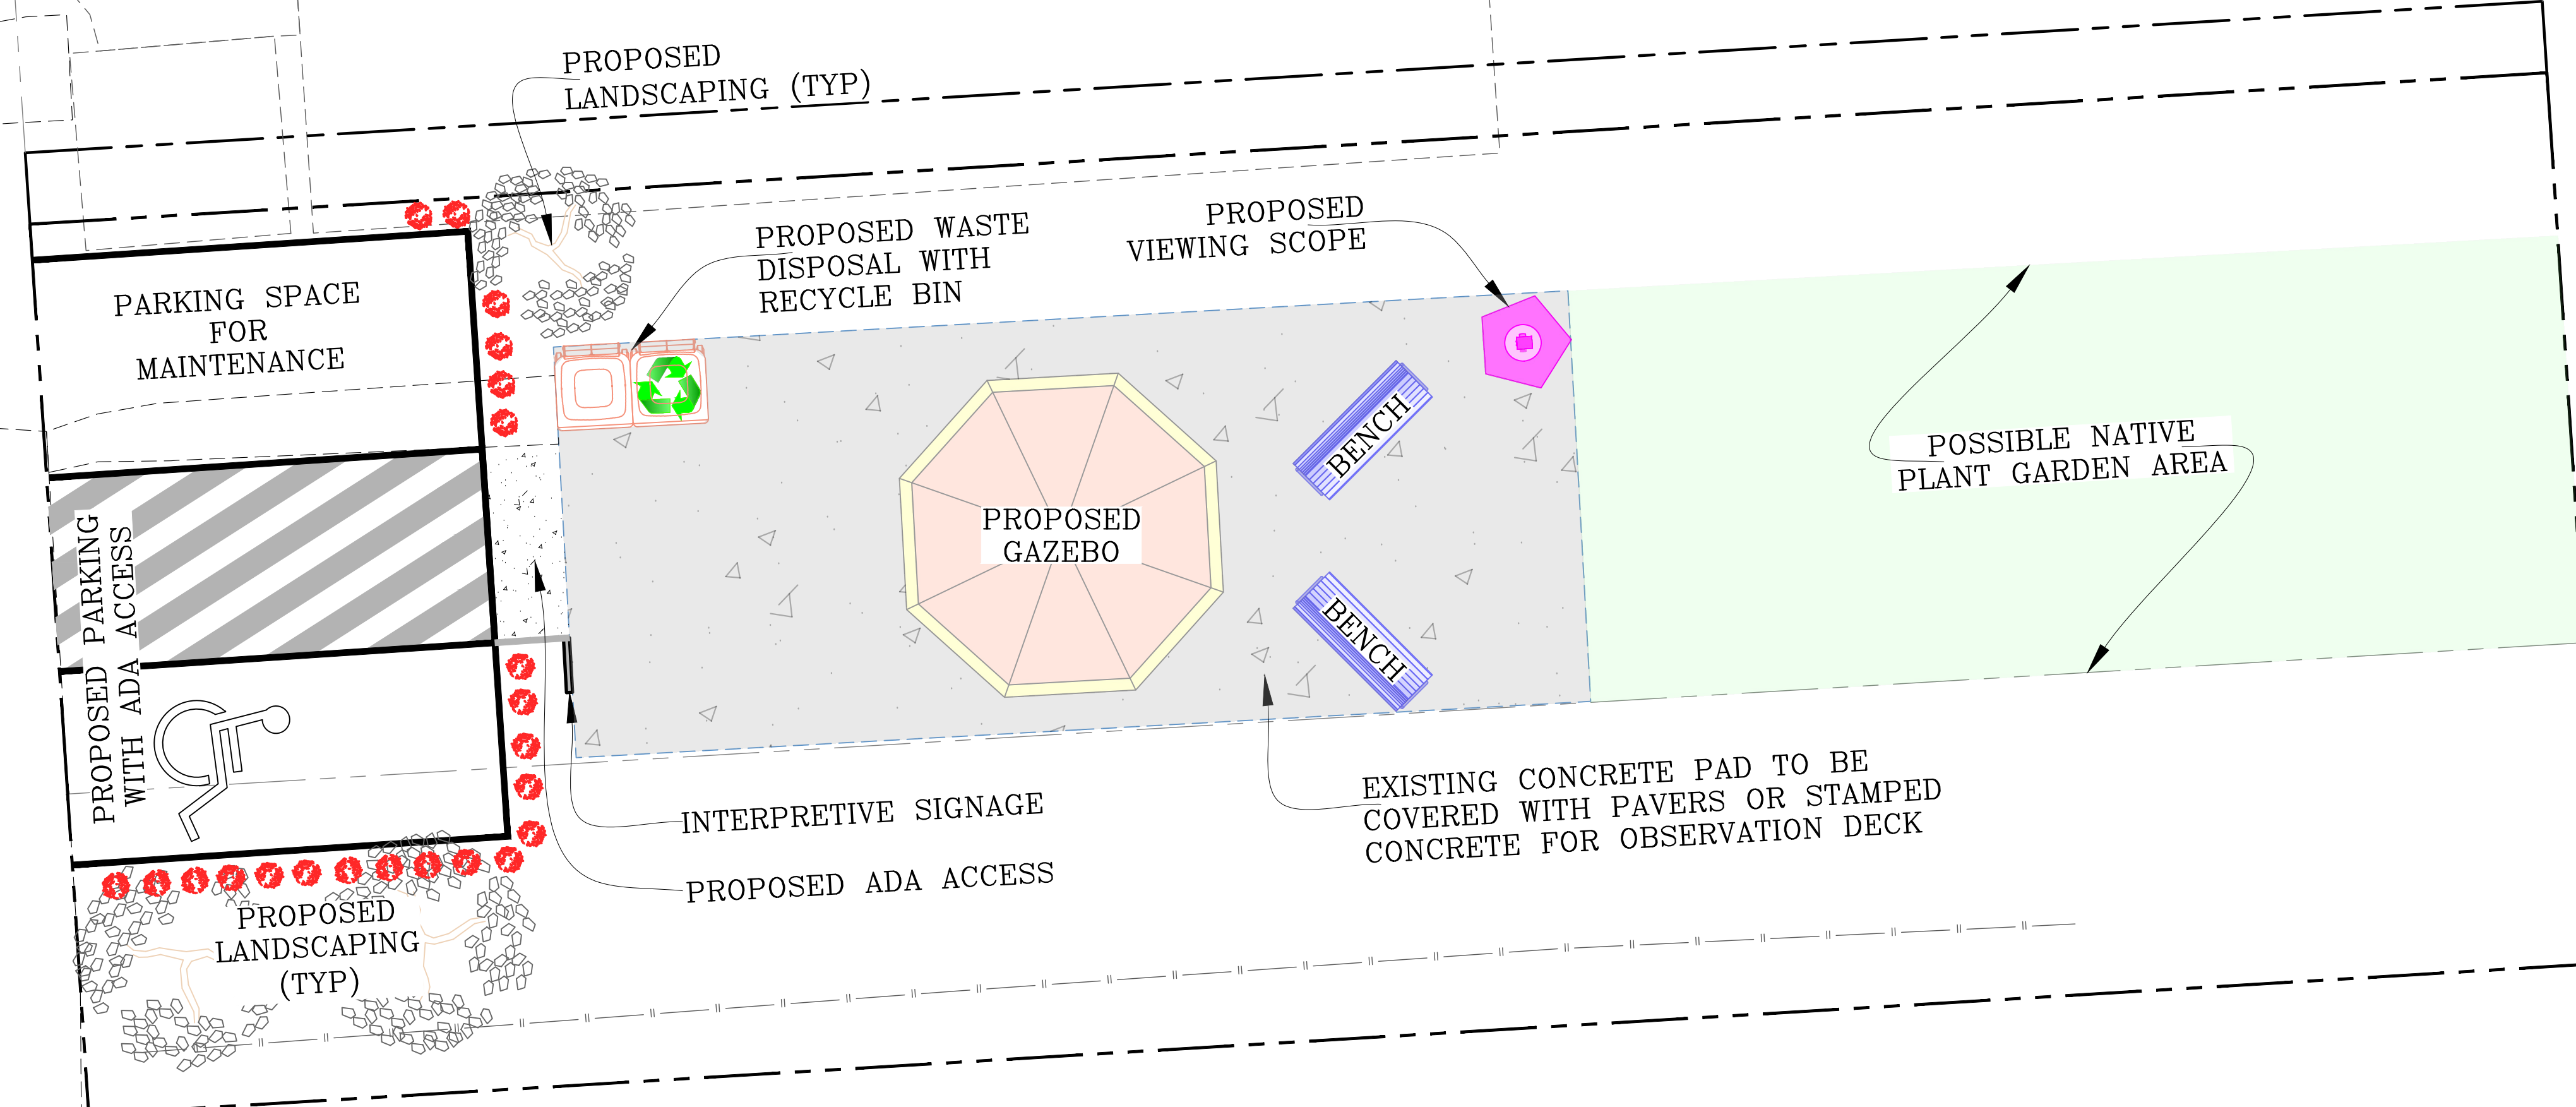 PROPOSED
LANDSCAPING (TYP)
PROPOSED WASTE
DISPOSAL WITH
RECYCLE BIN
PROPOSED
VIEWING SCOPE
PARKING SPACE
FOR
MAINTENANCE
BENCH
POSSIBLE NATIVE
PLANT GARDEN AREA
PROPOSED
GAZEBO
PROPOSED PARKING
WITH ADA ACCESS
BENCH
EXISTING CONCRETE PAD TO BE
COVERED WITH PAVERS OR STAMPED
CONCRETE FOR OBSERVATION DECK
INTERPRETIVE SIGNAGE
PROPOSED ADA ACCESS
PROPOSED
LANDSCAPING
(TYP)